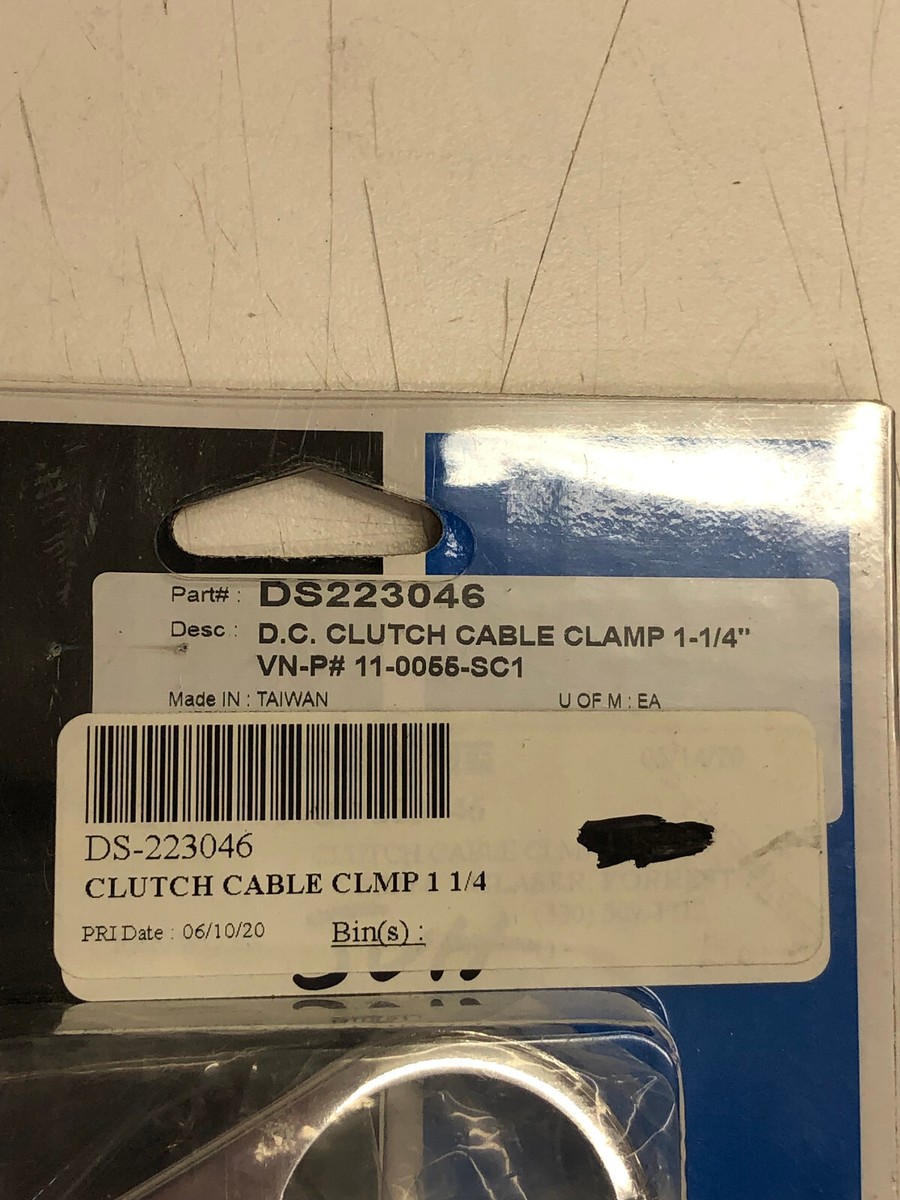 Part# : DS223046
Desc : D.C. CLUTCH CABLE CLAMP 1-1/4"
VN-P# 11-0055-SC1
Made IN : TAIWAN U OF M : EA
DS-223046
CLUTCH CABLE CLMP 1 1/4
PRI Date : 06/10/20 Bin(s) :